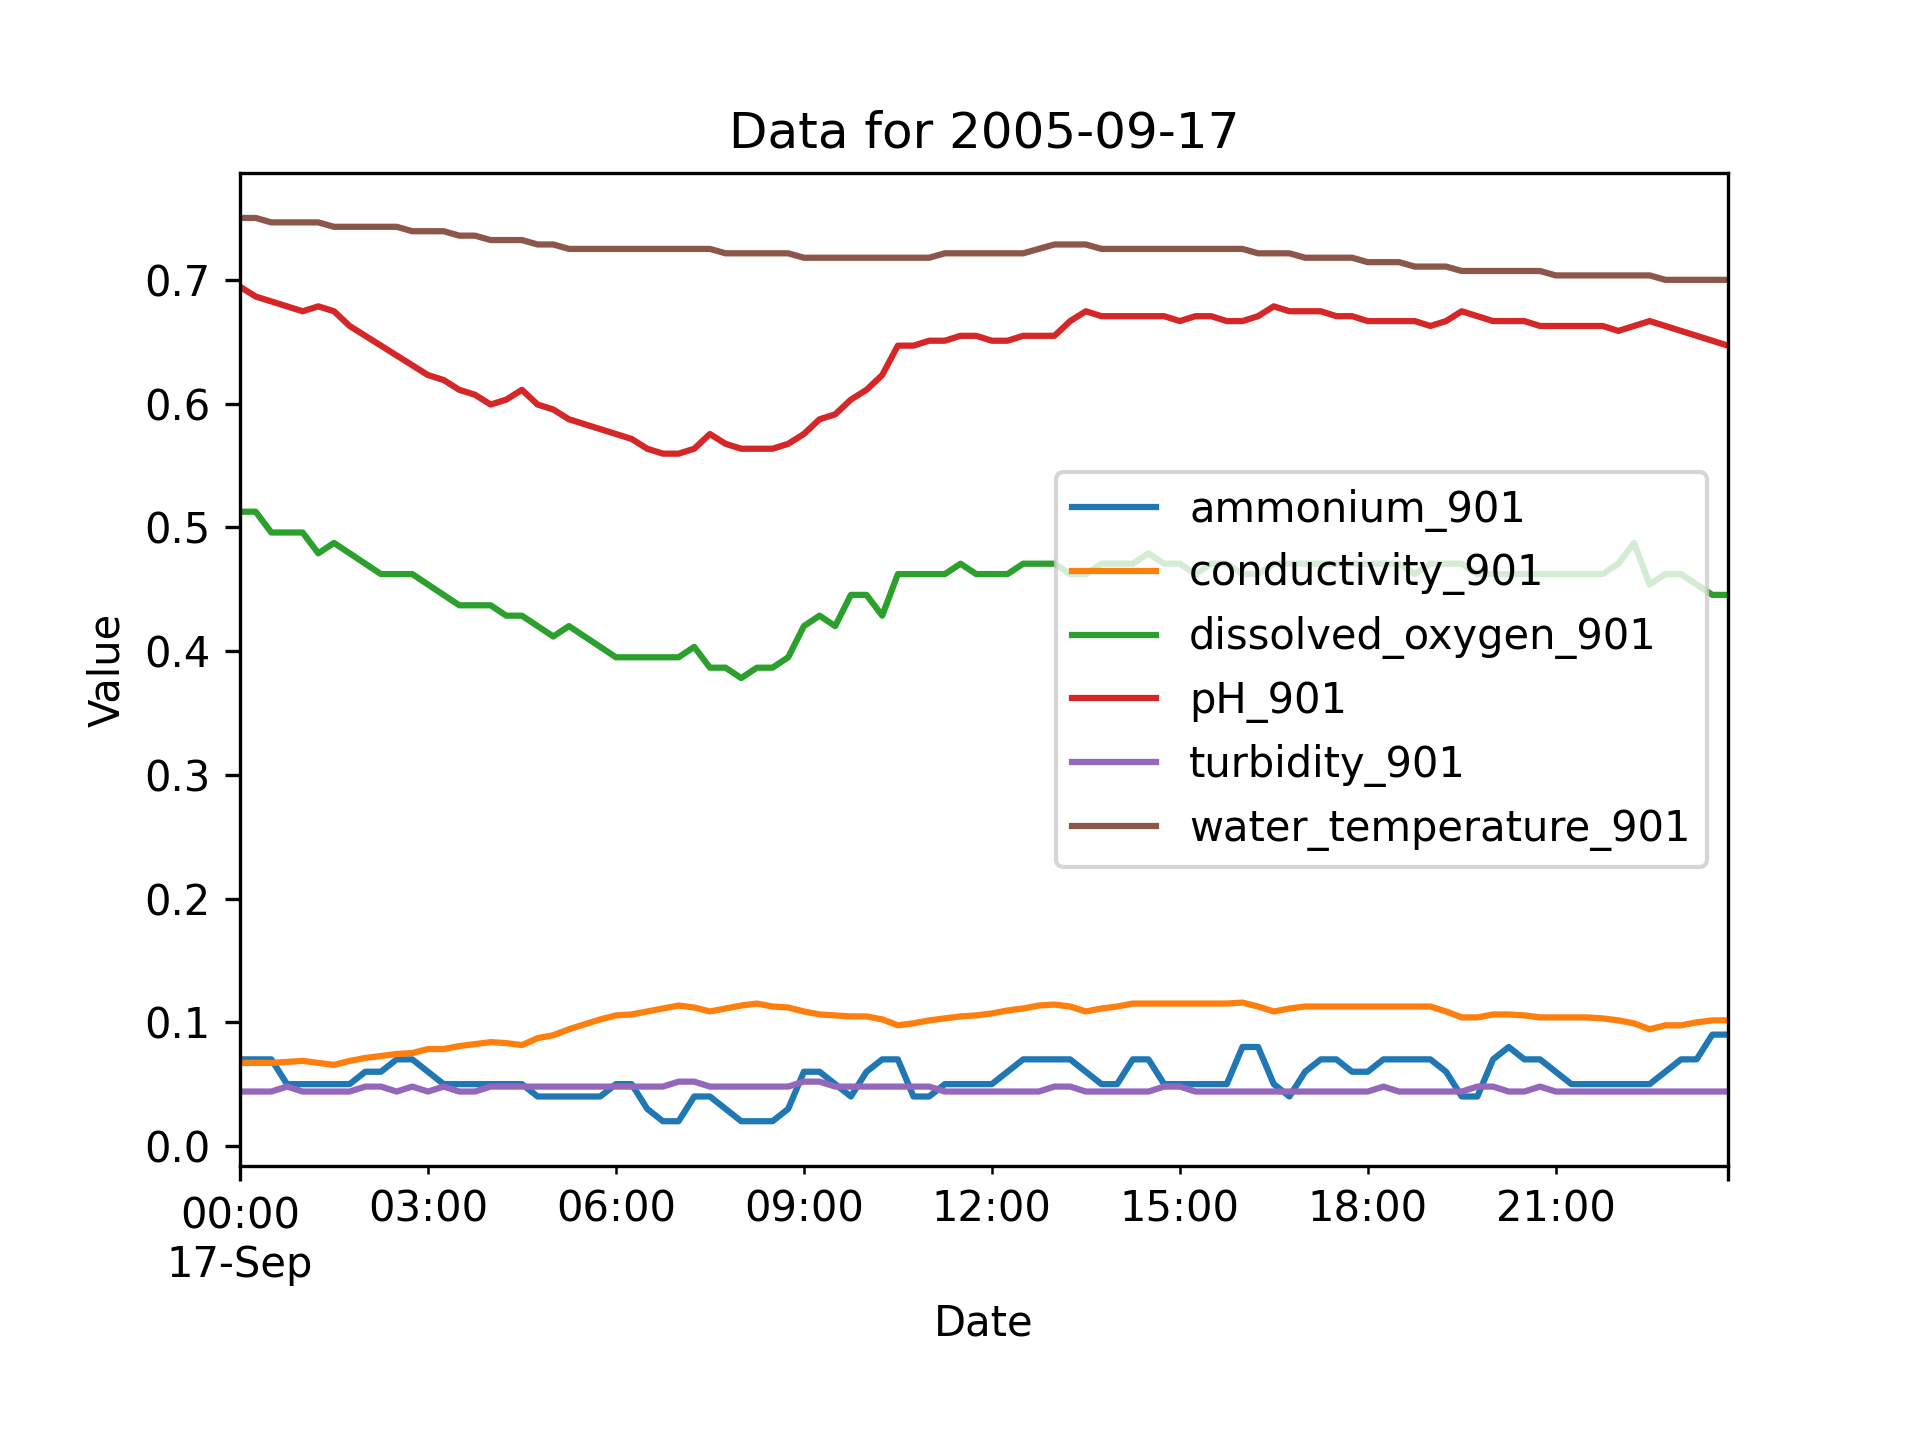 Data for 2005-09-17
Value
0.7
0.6
0.5
0.4
0.3
0.2
0.1
0.0
ammonium_901
conductivity_901
dissolved_oxygen_901
pH_901
turbidity_901
water_temperature_901
00:00 03:00 06:00 09:00 12:00 15:00 18:00 21:00
17-Sep
Date